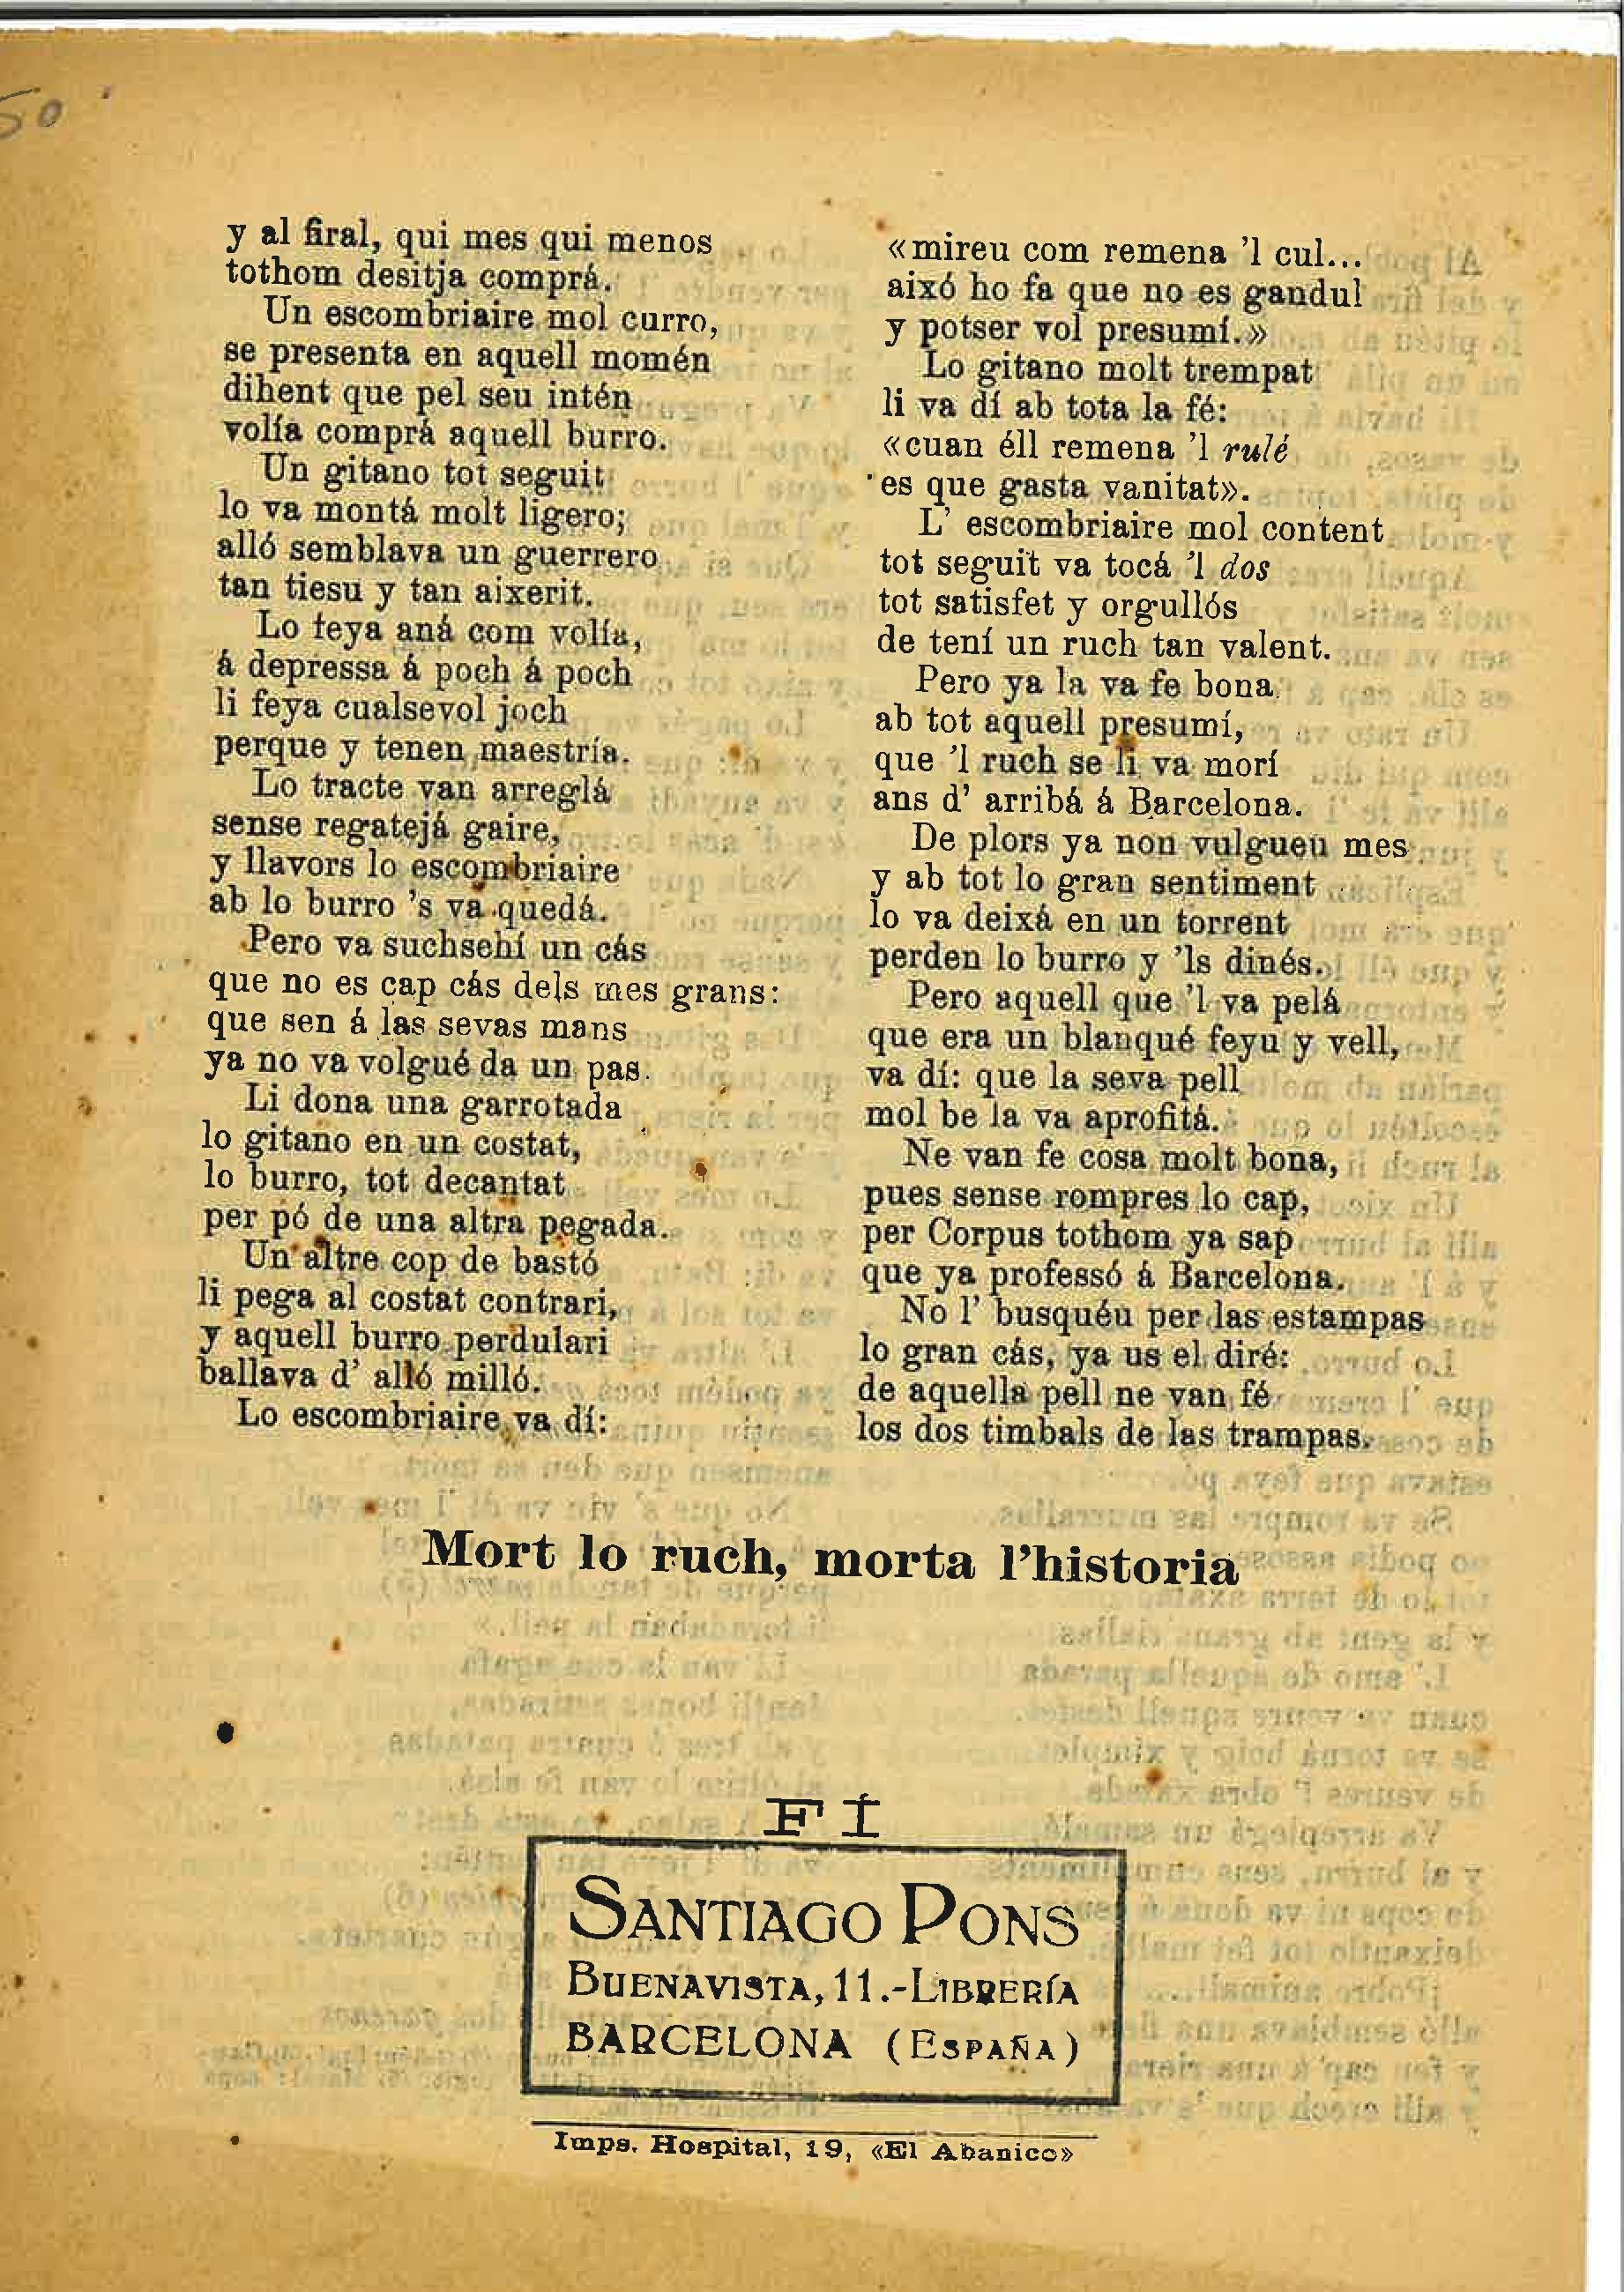 50
y al firal, qui mes qui menos
tothom desitja comprá.
Un escombriaire mol curro,
se presenta en aquell momén
dihent que pel seu intén
volía comprá aquell burro.
Un gitano tot seguit
lo va montá molt ligero;
alló semblava un guerrero
tan tiesu y tan aixerit.
Lo feya aná com volía,
á depressa á poch á poch
li feya cualsevol joch
perque y tenen maestría.
Lo tracte van arreglá
sense regatejá gaire,
y llavors lo escombriaire
ab lo burro 's va quedá.
Pero va suchsehí un cás
que no es cap cás dels mes grans:
que sen á las sevas mans
ya no va volgué da un pas.
Li dona una garrotada
lo gitano en un costat,
lo burro, tot decantat
per pó de una altra pegada.
Un altre cop de bastó
li pega al costat contrari,
y aquell burro perdulari
ballava d' alló milló.
Lo escombriaire va dí:
«mireu com remena 'l cul...
aixó ho fa que no es gandul
y potser vol presumí.»
Lo gitano molt trempat
li va dí ab tota la fé:
«cuan éll remena 'l rulé
es que gasta vanitat».
L' escombriaire mol content
tot seguit va tocá 'l dos
tot satisfet y orgullós
de tení un ruch tan valent.
Pero ya la va fe bona
ab tot aquell presumí,
que 'l ruch se li va morí
ans d' arribá á Barcelona.
De plors ya non vulgueu mes
y ab tot lo gran sentiment
lo va deixá en un torrent
perden lo burro y 'ls dinés.
Pero aquell que 'l va pelá
que era un blanqué feyu y vell,
va dí: que la seva pell
mol be la va aprofitá.
Ne van fe cosa molt bona,
pues sense rompres lo cap,
per Corpus tothom ya sap
que ya professó á Barcelona.
No l' busquéu per las estampas
lo gran cás, ya us el diré:
de aquella pell ne van fé
los dos timbals de las trampas.
Mort lo ruch, morta l'historia
FÍ
SANTIAGO PONS
BUENAVISTA, 11.-LIBRERÍA
BARCELONA (ESPAÑA)
Imps. Hospital, 19, «El Abanico»